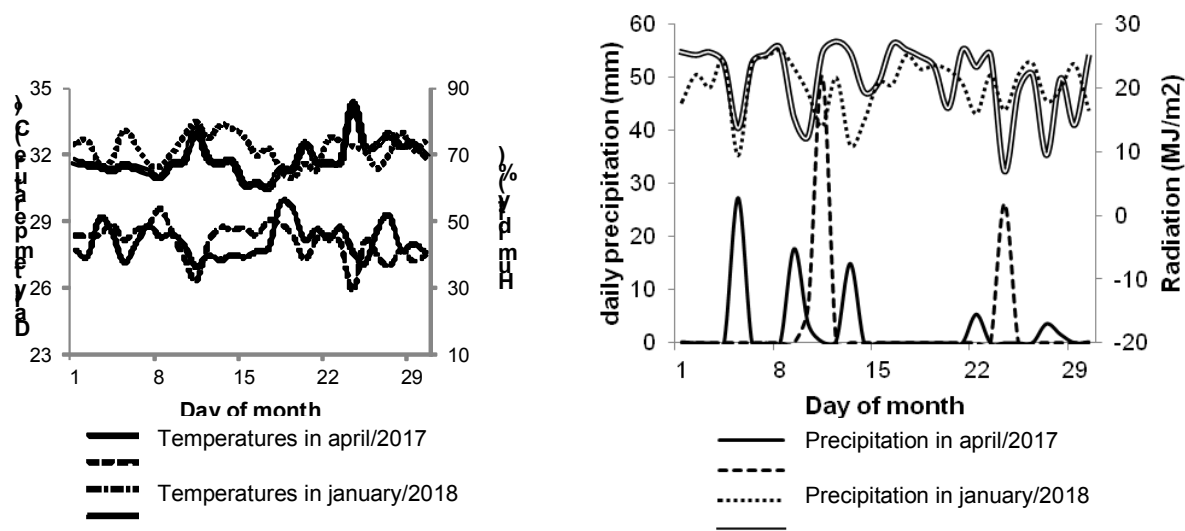 35
32
29
26
23
90
70
50
30
10
1 8 15 22 29
Day of month
Temperatures in april/2017
Temperatures in january/2018
daily precipitation (mm)
60
50
40
30
20
10
0
30
20
10
0
-10
-20
Radiation (MJ/m2)
1 8 15 22 29
Day of month
Precipitation in april/2017
Precipitation in january/2018